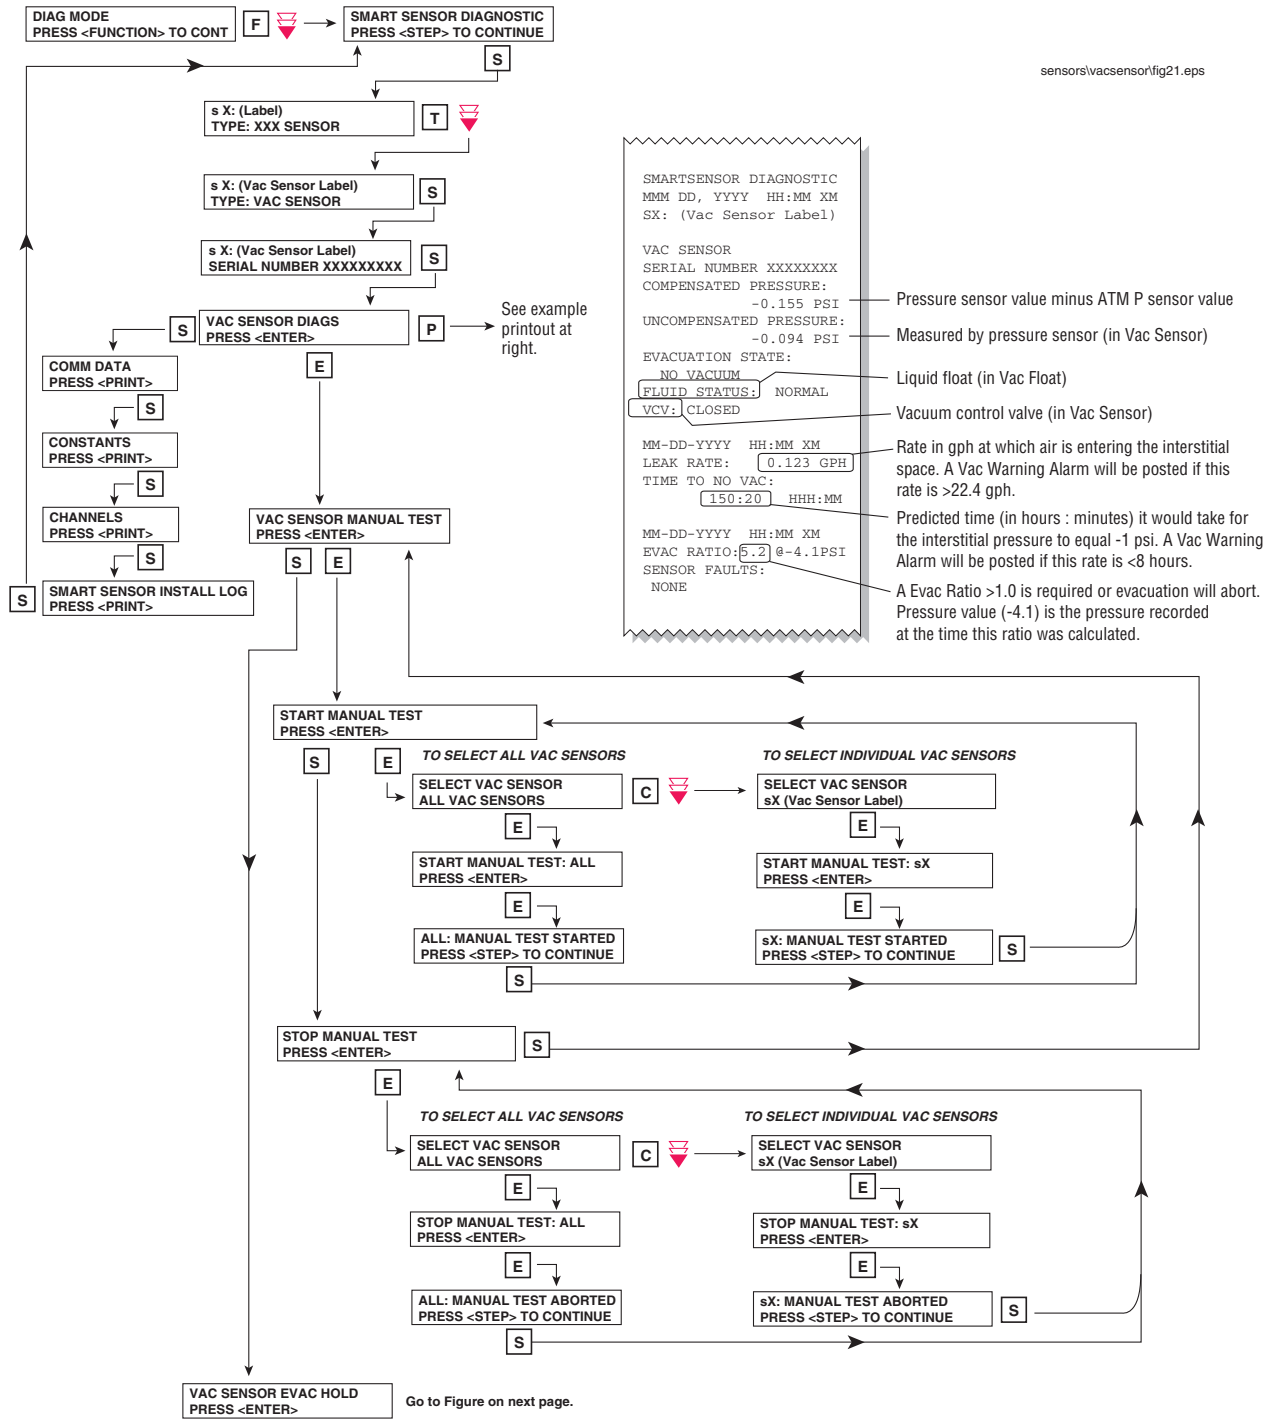 DIAG MODE
PRESS <FUNCTION> TO CONT
F
SMART SENSOR DIAGNOSTIC
PRESS <STEP> TO CONTINUE
S
sensors\vacsensor\fig21.eps
s X: (Label)
TYPE: XXX SENSOR
T
s X: (Vac Sensor Label)
TYPE: VAC SENSOR
S
s X: (Vac Sensor Label)
SERIAL NUMBER XXXXXXXXX
S
S
VAC SENSOR DIAGS
PRESS <ENTER>
P
See example
printout at
right.
E
COMM DATA
PRESS <PRINT>
S
CONSTANTS
PRESS <PRINT>
S
CHANNELS
PRESS <PRINT>
S
S
SMART SENSOR INSTALL LOG
PRESS <PRINT>
SMARTSENSOR DIAGNOSTIC
MMM DD, YYYY HH:MM XM
SX: (Vac Sensor Label)
VAC SENSOR
SERIAL NUMBER XXXXXXXX
COMPENSATED PRESSURE:
-0.155 PSI
UNCOMPENSATED PRESSURE:
-0.094 PSI
EVACUATION STATE:
NO VACUUM
FLUID STATUS: NORMAL
VCV: CLOSED
MM-DD-YYYY HH:MM XM
LEAK RATE: 0.123 GPH
TIME TO NO VAC:
150:20 HHH:MM
MM-DD-YYYY HH:MM XM
EVAC RATIO:5.2 @-4.1PSI
SENSOR FAULTS:
NONE
Pressure sensor value minus ATM P sensor value
Measured by pressure sensor (in Vac Sensor)
Liquid float (in Vac Float)
Vacuum control valve (in Vac Sensor)
Rate in gph at which air is entering the interstitial
space. A Vac Warning Alarm will be posted if this
rate is >22.4 gph.
Predicted time (in hours : minutes) it would take for
the interstitial pressure to equal -1 psi. A Vac Warning
Alarm will be posted if this rate is <8 hours.
A Evac Ratio >1.0 is required or evacuation will abort.
Pressure value (-4.1) is the pressure recorded
at the time this ratio was calculated.
VAC SENSOR MANUAL TEST
PRESS <ENTER>
S
E
START MANUAL TEST
PRESS <ENTER>
S
E
TO SELECT ALL VAC SENSORS
SELECT VAC SENSOR
ALL VAC SENSORS
C
E
START MANUAL TEST: ALL
PRESS <ENTER>
E
ALL: MANUAL TEST STARTED
PRESS <STEP> TO CONTINUE
S
TO SELECT INDIVIDUAL VAC SENSORS
SELECT VAC SENSOR
sX (Vac Sensor Label)
E
START MANUAL TEST: sX
PRESS <ENTER>
E
sX: MANUAL TEST STARTED
PRESS <STEP> TO CONTINUE
S
STOP MANUAL TEST
PRESS <ENTER>
S
E
TO SELECT ALL VAC SENSORS
SELECT VAC SENSOR
ALL VAC SENSORS
C
E
STOP MANUAL TEST: ALL
PRESS <ENTER>
E
ALL: MANUAL TEST ABORTED
PRESS <STEP> TO CONTINUE
S
TO SELECT INDIVIDUAL VAC SENSORS
SELECT VAC SENSOR
sX (Vac Sensor Label)
E
STOP MANUAL TEST: sX
PRESS <ENTER>
E
sX: MANUAL TEST ABORTED
PRESS <STEP> TO CONTINUE
S
VAC SENSOR EVAC HOLD
PRESS <ENTER>
Go to Figure on next page.